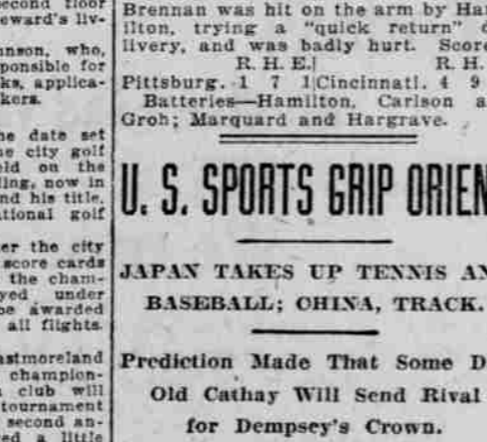 second floor
eward's liv-
nson, who,
ponsible for
ks, applica-
kers.
he date set
he city golf
eld on the
ling, now in
nd his title.
ational golf
er the city
score cards
the cham-
yed under
be awarded
all flights.
astmoreland
champion-
club will
tournament
second an-
ed a little
Brennan was hit on the arm by Ham
ilton, trying a "quick return" d
livery, and was badly hurt. Score
R. H. E.| R. H.
Pittsburg. .1 7 1|Cincinnati. 4 9
Batteries—Hamilton, Carlson a
Groh; Marquard and Hargrave.
U. S. SPORTS GRIP ORIEN
JAPAN TAKES UP TENNIS AN
BASEBALL; CHINA, TRACK.
Prediction Made That Some D
Old Cathay Will Send Rival
for Dempsey's Crown.